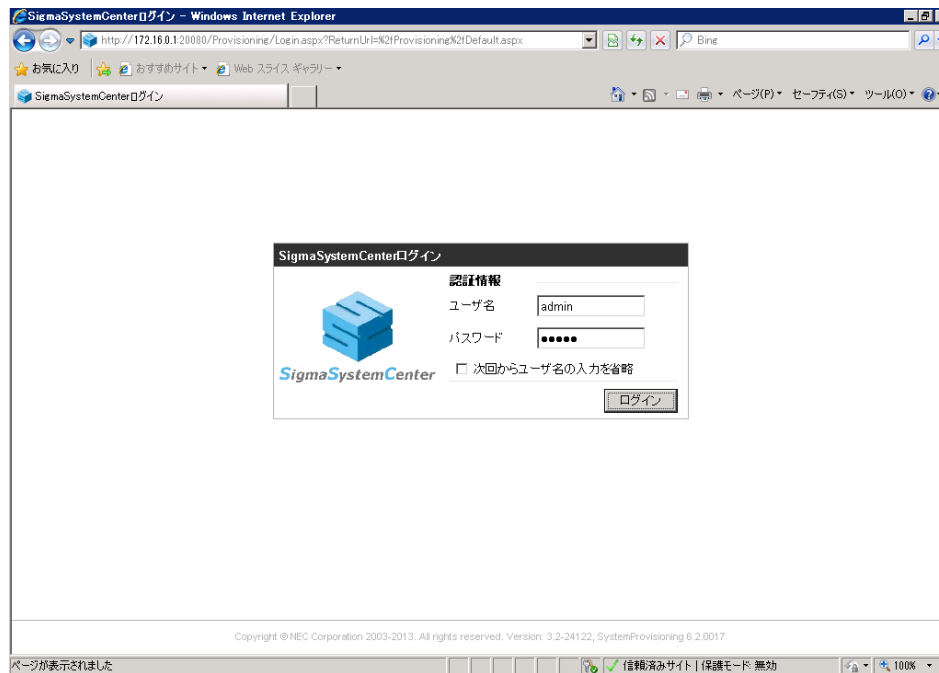 SigmaSystemCenterログイン - Windows Internet Explorer
http://172.16.0.1:20080/Provisioning/Login.aspx?ReturnUrl=%2fProvisioning%2fDefault.aspx
Bing
お気に入り おすすめサイト Web スライス ギャラリー
SigmaSystemCenterログイン
ページ(P) セーフティ(S) ツール(O)
SigmaSystemCenterログイン
認証情報
ユーザ名 admin
パスワード ●●●●●
次回からユーザ名の入力を省略
SigmaSystemCenter
ログイン
Copyright © NEC Corporation 2003-2013. All rights reserved. Version: 3.2-24122, SystemProvisioning 6.2.0017
ページが表示されました 信頼済みサイト | 保護モード: 無効 100%